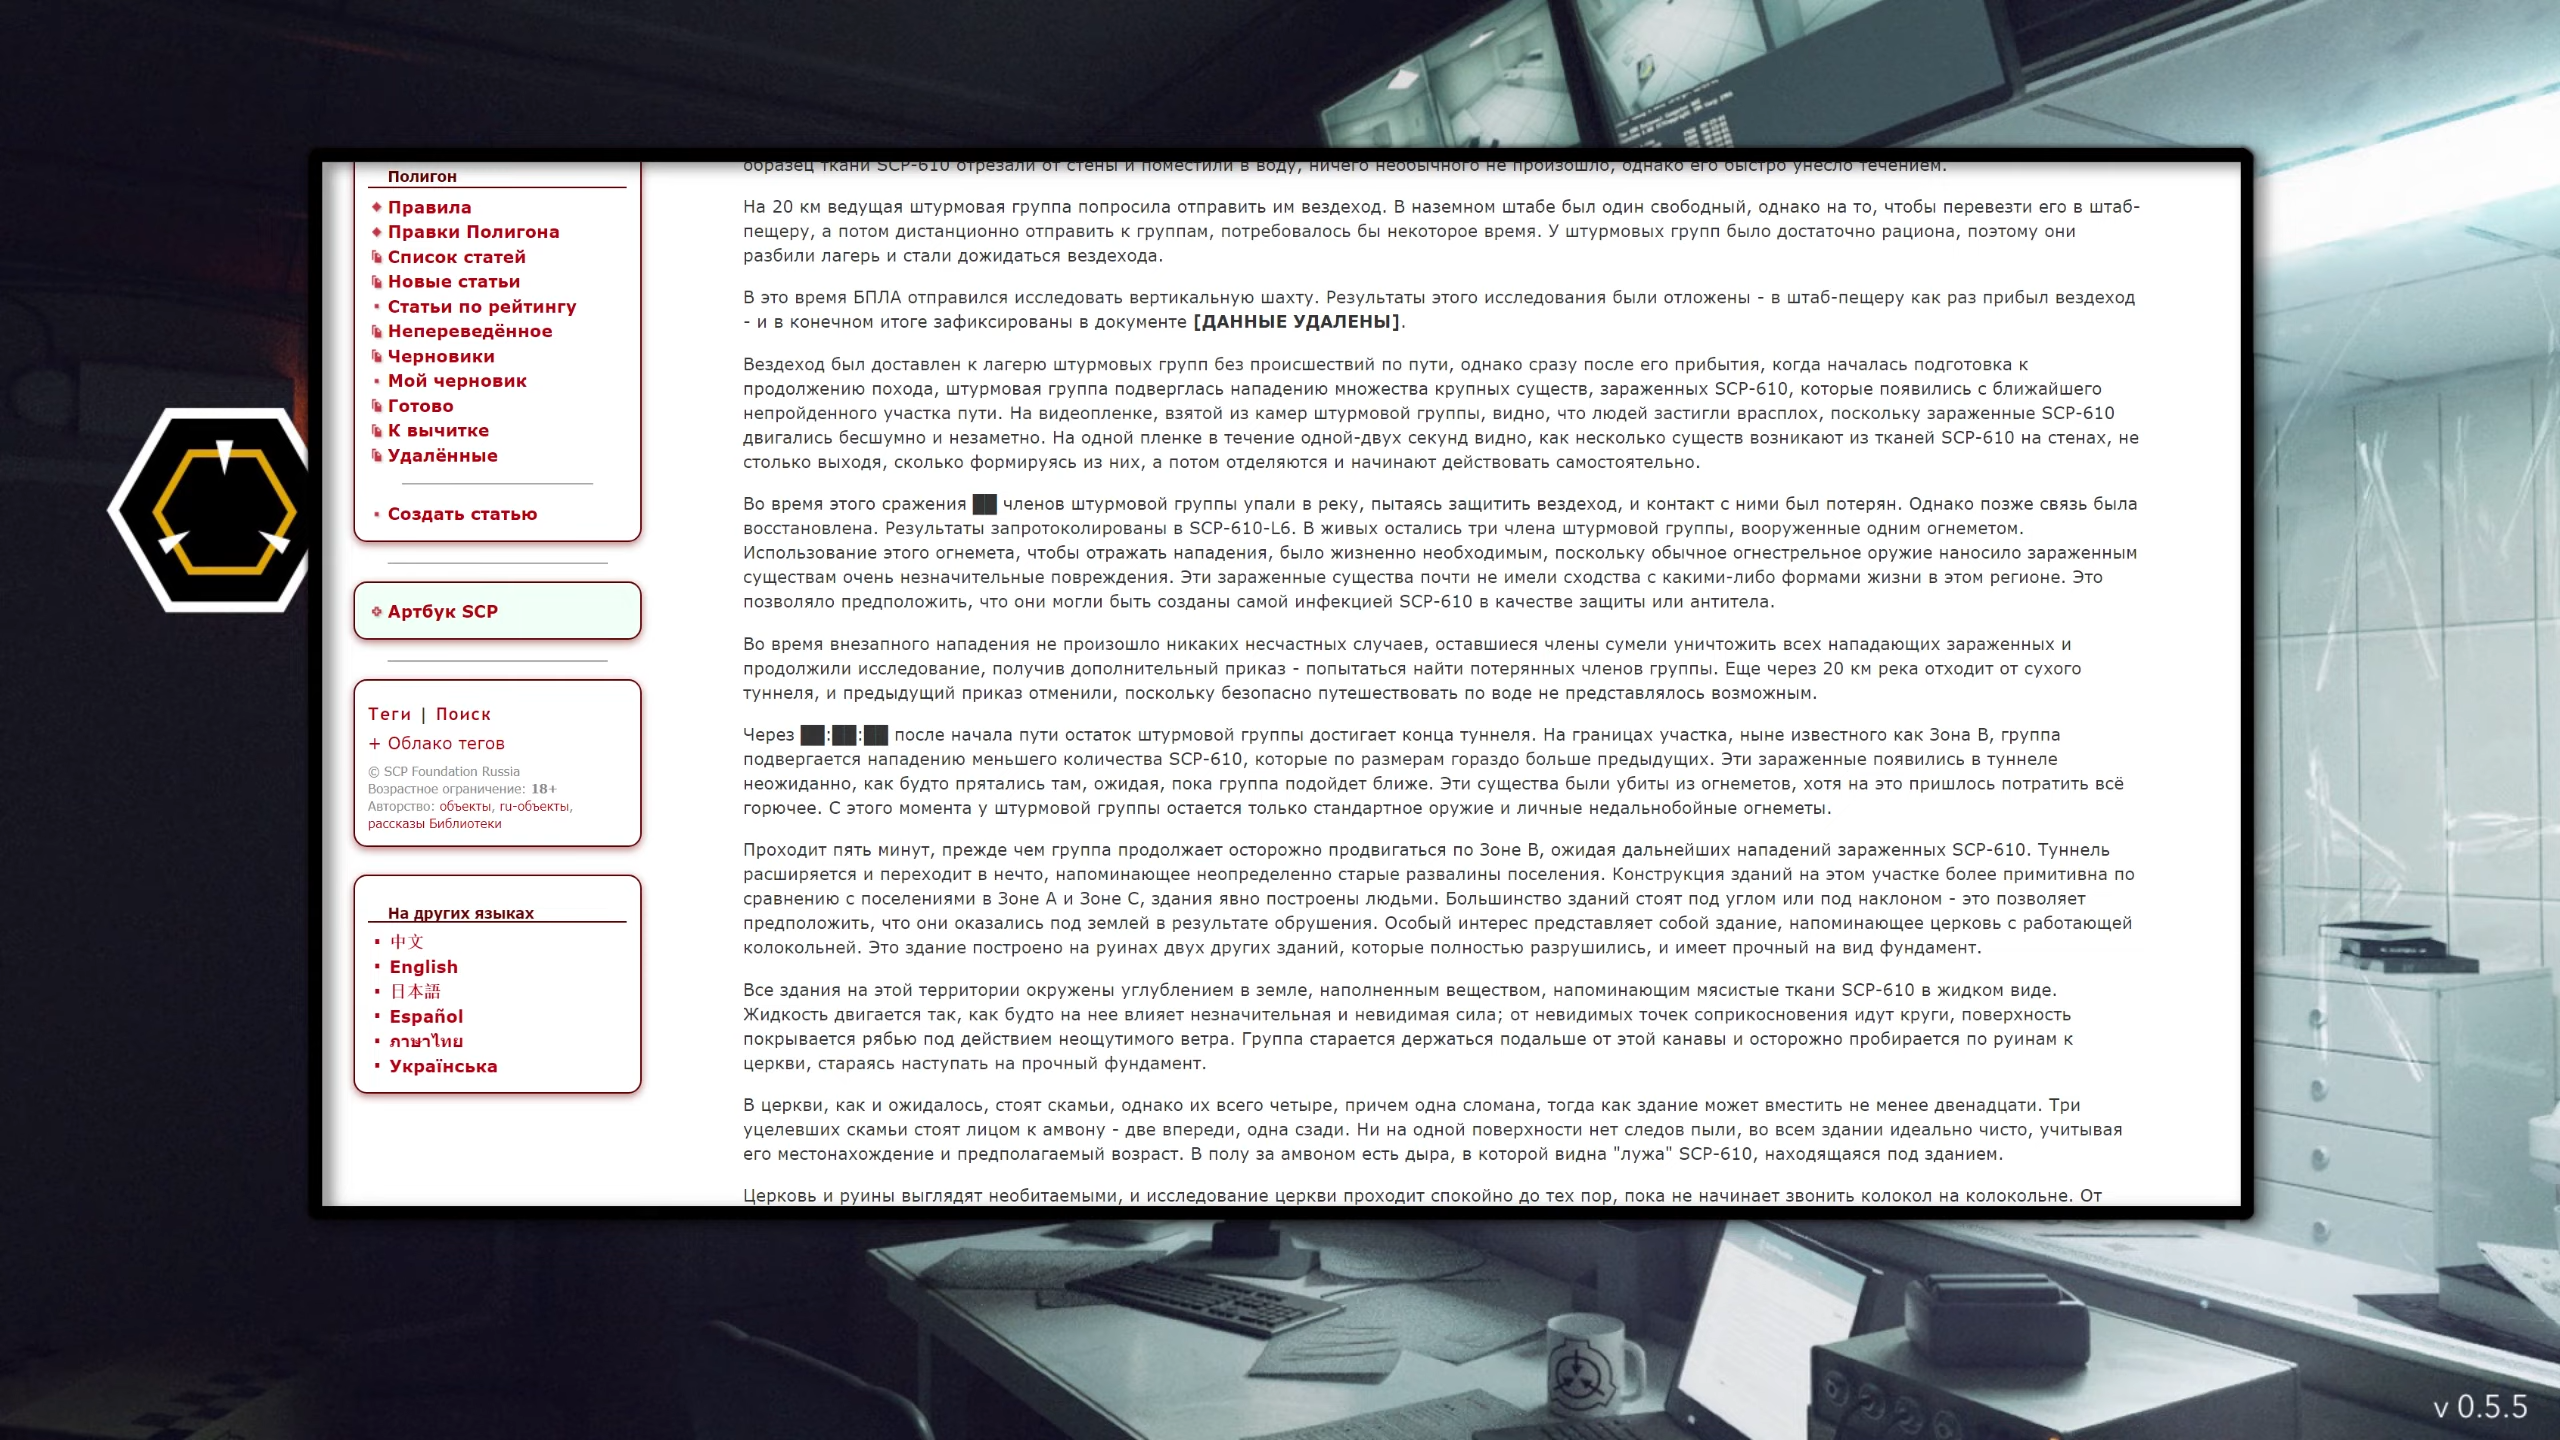 Полигон
Правила
Правки Полигона
Список статей
Новые статьи
Статьи по рейтингу
Непереведённое
Черновики
Мой черновик
Готово
К вычитке
Удалённые
Создать статью
Артбук SCP
Теги | Поиск
+ Облако тегов
© SCP Foundation Russia
Возрастное ограничение: 18+
Авторство: объекты, ru-объекты,
рассказы Библиотеки
На других языках
中文
English
日本語
Español
ภาษาไทย
Українська
образец ткани SCP-610 отрезали от стены и поместили в воду, ничего необычного не произошло, однако его быстро унесло течением.
На 20 км ведущая штурмовая группа попросила отправить им вездеход. В наземном штабе был один свободный, однако на то, чтобы перевезти его в штаб-
пещеру, а потом дистанционно отправить к группам, потребовалось бы некоторое время. У штурмовых групп было достаточно рациона, поэтому они
разбили лагерь и стали дожидаться вездехода.
В это время БПЛА отправился исследовать вертикальную шахту. Результаты этого исследования были отложены - в штаб-пещеру как раз прибыл вездеход
- и в конечном итоге зафиксированы в документе [ДАННЫЕ УДАЛЕНЫ].
Вездеход был доставлен к лагерю штурмовых групп без происшествий по пути, однако сразу после его прибытия, когда началась подготовка к
продолжению похода, штурмовая группа подверглась нападению множества крупных существ, зараженных SCP-610, которые появились с ближайшего
непройденного участка пути. На видеопленке, взятой из камер штурмовой группы, видно, что людей застигли врасплох, поскольку зараженные SCP-610
двигались бесшумно и незаметно. На одной пленке в течение одной-двух секунд видно, как несколько существ возникают из тканей SCP-610 на стенах, не
столько выходя, сколько формируясь из них, а потом отделяются и начинают действовать самостоятельно.
Во время этого сражения ██ членов штурмовой группы упали в реку, пытаясь защитить вездеход, и контакт с ними был потерян. Однако позже связь была
восстановлена. Результаты запротоколированы в SCP-610-L6. В живых остались три члена штурмовой группы, вооруженные одним огнеметом.
Использование этого огнемета, чтобы отражать нападения, было жизненно необходимым, поскольку обычное огнестрельное оружие наносило зараженным
существам очень незначительные повреждения. Эти зараженные существа почти не имели сходства с какими-либо формами жизни в этом регионе. Это
позволяло предположить, что они могли быть созданы самой инфекцией SCP-610 в качестве защиты или антитела.
Во время внезапного нападения не произошло никаких несчастных случаев, оставшиеся члены сумели уничтожить всех нападающих зараженных и
продолжили исследование, получив дополнительный приказ - попытаться найти потерянных членов группы. Еще через 20 км река отходит от сухого
туннеля, и предыдущий приказ отменили, поскольку безопасно путешествовать по воде не представлялось возможным.
Через ██:██:██ после начала пути остаток штурмовой группы достигает конца туннеля. На границах участка, ныне известного как Зона B, группа
подвергается нападению меньшего количества SCP-610, которые по размерам гораздо больше предыдущих. Эти зараженные появились в туннеле
неожиданно, как будто прятались там, ожидая, пока группа подойдет ближе. Эти существа были убиты из огнеметов, хотя на это пришлось потратить всё
горючее. С этого момента у штурмовой группы остается только стандартное оружие и личные недальнобойные огнеметы.
Проходит пять минут, прежде чем группа продолжает осторожно продвигаться по Зоне B, ожидая дальнейших нападений зараженных SCP-610. Туннель
расширяется и переходит в нечто, напоминающее неопределенно старые развалины поселения. Конструкция зданий на этом участке более примитивна по
сравнению с поселениями в Зоне A и Зоне C, здания явно построены людьми. Большинство зданий стоят под углом или под наклоном - это позволяет
предположить, что они оказались под землей в результате обрушения. Особый интерес представляет собой здание, напоминающее церковь с работающей
колокольней. Это здание построено на руинах двух других зданий, которые полностью разрушились, и имеет прочный на вид фундамент.
Все здания на этой территории окружены углублением в земле, наполненным веществом, напоминающим мясистые ткани SCP-610 в жидком виде.
Жидкость двигается так, как будто на нее влияет незначительная и невидимая сила; от невидимых точек соприкосновения идут круги, поверхность
покрывается рябью под действием неощутимого ветра. Группа старается держаться подальше от этой канавы и осторожно пробирается по руинам к
церкви, стараясь наступать на прочный фундамент.
В церкви, как и ожидалось, стоят скамьи, однако их всего четыре, причем одна сломана, тогда как здание может вместить не менее двенадцати. Три
уцелевших скамьи стоят лицом к амвону - две впереди, одна сзади. Ни на одной поверхности нет следов пыли, во всем здании идеально чисто, учитывая
его местонахождение и предполагаемый возраст. В полу за амвоном есть дыра, в которой видна "лужа" SCP-610, находящаяся под зданием.
Церковь и руины выглядят необитаемыми, и исследование церкви проходит спокойно до тех пор, пока не начинает звонить колокол на колокольне. От
v 0.5.5